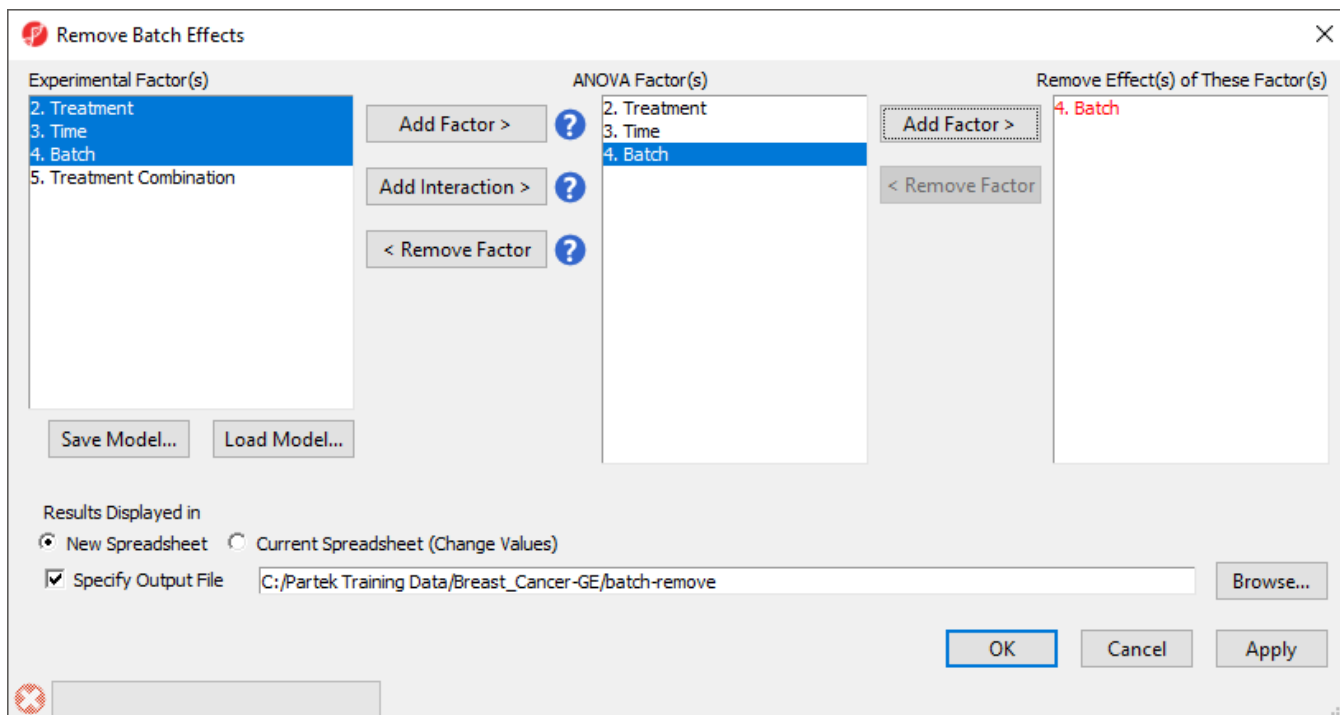 Remove Batch Effects
Experimental Factor(s)
2. Treatment
3. Time
4. Batch
5. Treatment Combination
Add Factor >
?
Add Interaction >
?
< Remove Factor
?
ANOVA Factor(s)
2. Treatment
3. Time
4. Batch
Add Factor >
< Remove Factor
Remove Effect(s) of These Factor(s)
4. Batch
Save Model...
Load Model...
Results Displayed in
New Spreadsheet
Current Spreadsheet (Change Values)
Specify Output File
C:/Partek Training Data/Breast_Cancer-GE/batch-remove
Browse...
OK
Cancel
Apply